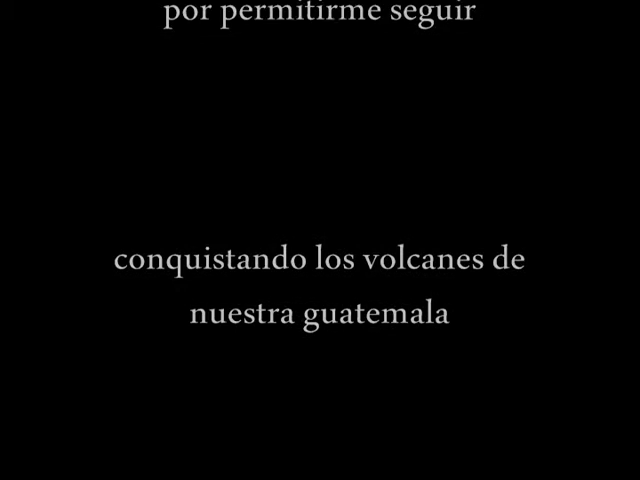 por permitirme seguir
conquistando los volcanes de
nuestra guatemala